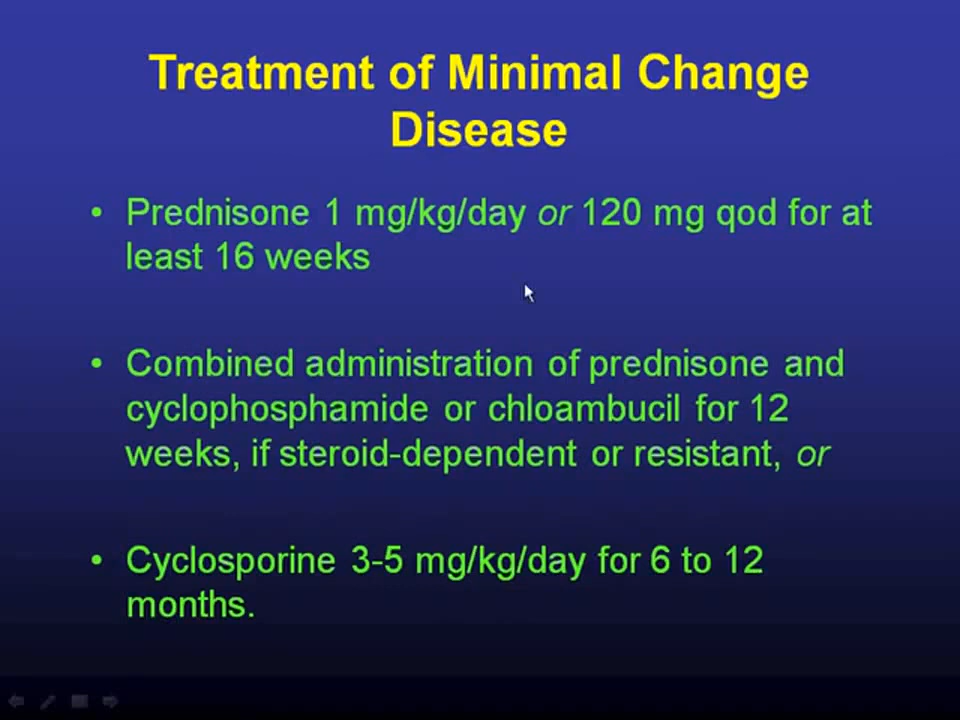 Treatment of Minimal Change
Disease
• Prednisone 1 mg/kg/day or 120 mg qod for at
least 16 weeks
• Combined administration of prednisone and
cyclophosphamide or chloambucil for 12
weeks, if steroid-dependent or resistant, or
• Cyclosporine 3-5 mg/kg/day for 6 to 12
months.